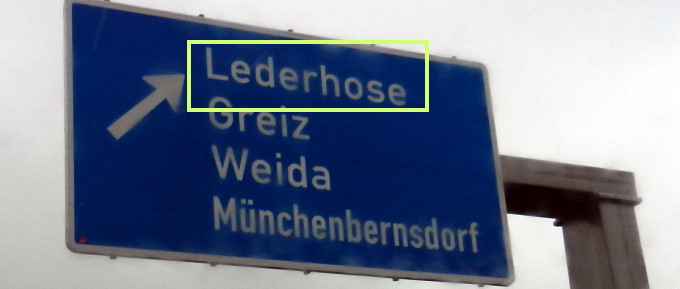 Lederhose
Greiz
Weida
Münchenbernsdorf